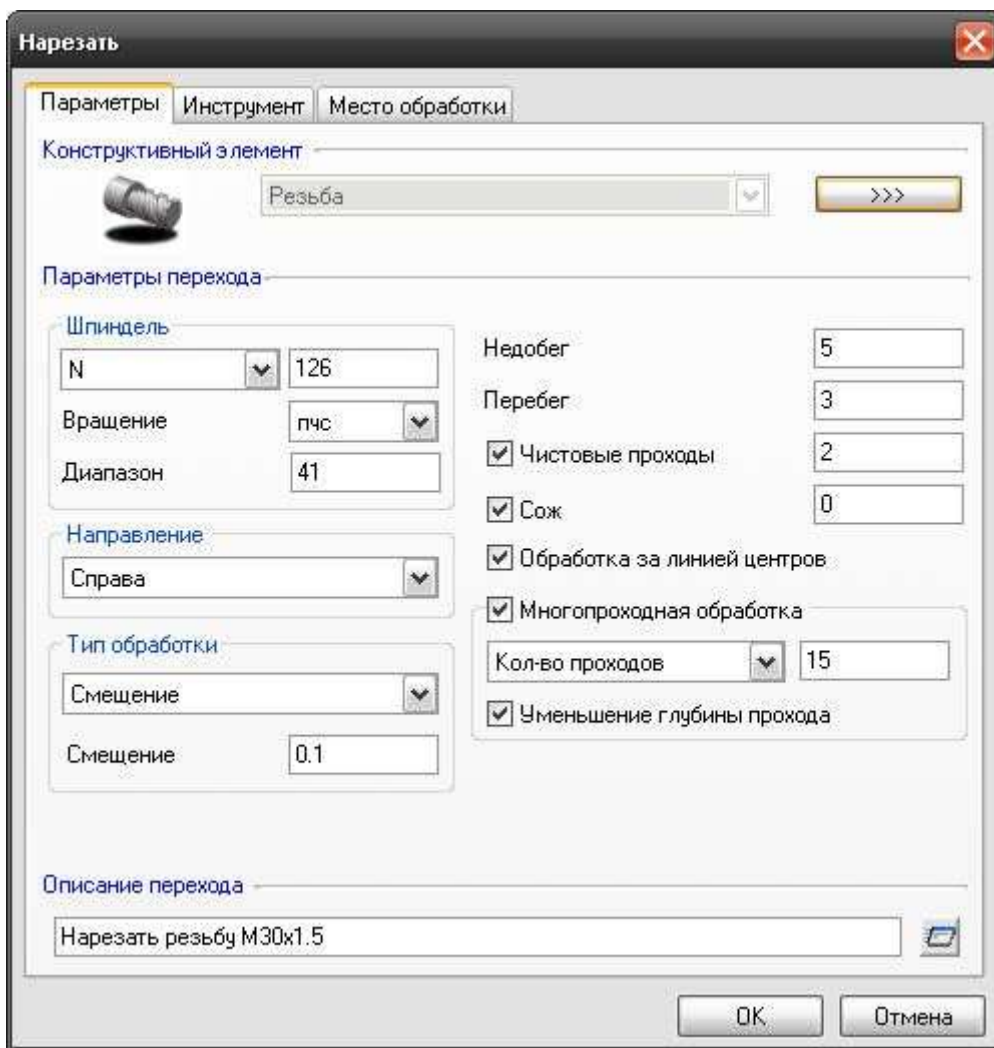 Нарезать
Параметры Инструмент Место обработки
Конструктивный элемент
Резьба >>>
Параметры перехода
Шпиндель
N 126
Вращение пчс
Диапазон 41
Направление
Справа
Тип обработки
Смещение
Смещение 0.1
Недобег 5
Перебег 3
Чистовые проходы 2
Сож 0
Обработка за линией центров
Многопроходная обработка
Кол-во проходов 15
Уменьшение глубины прохода
Описание перехода
Нарезать резьбу М30x1.5
OK Отмена